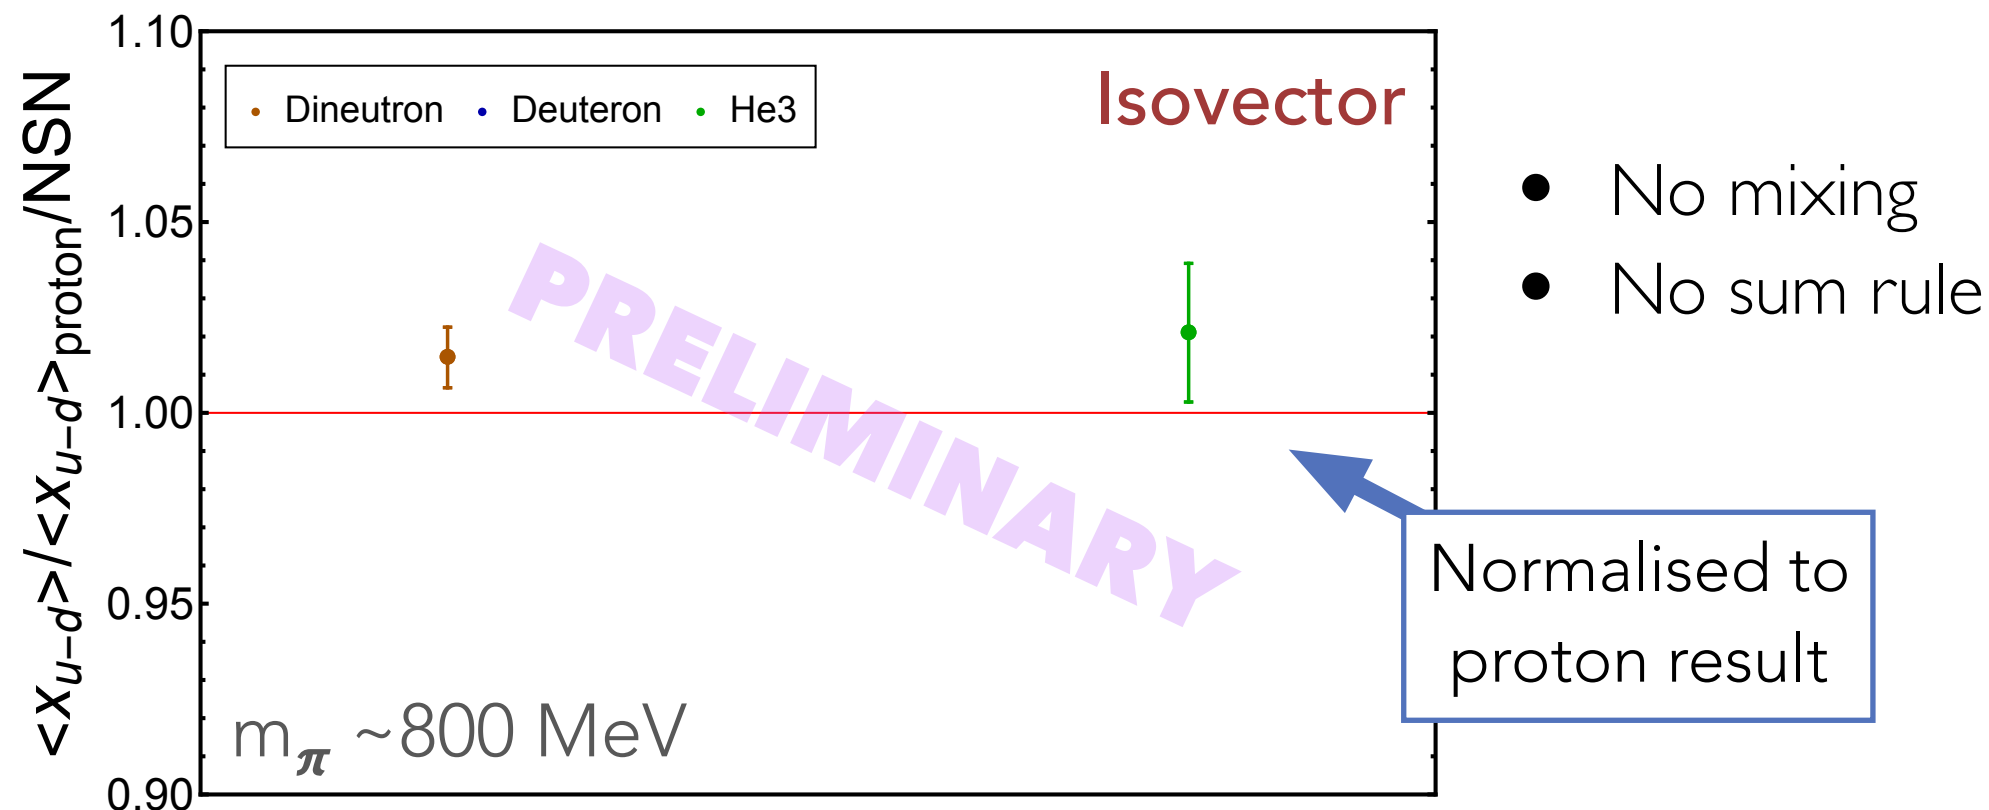 <x_{u−d}>/<x_{u−d}>_{proton}/NSN
1.10
1.05
1.00
0.95
0.90
• Dineutron • Deuteron • He3
Isovector
PRELIMINARY
m_π ~800 MeV
• No mixing
• No sum rule
Normalised to
proton result